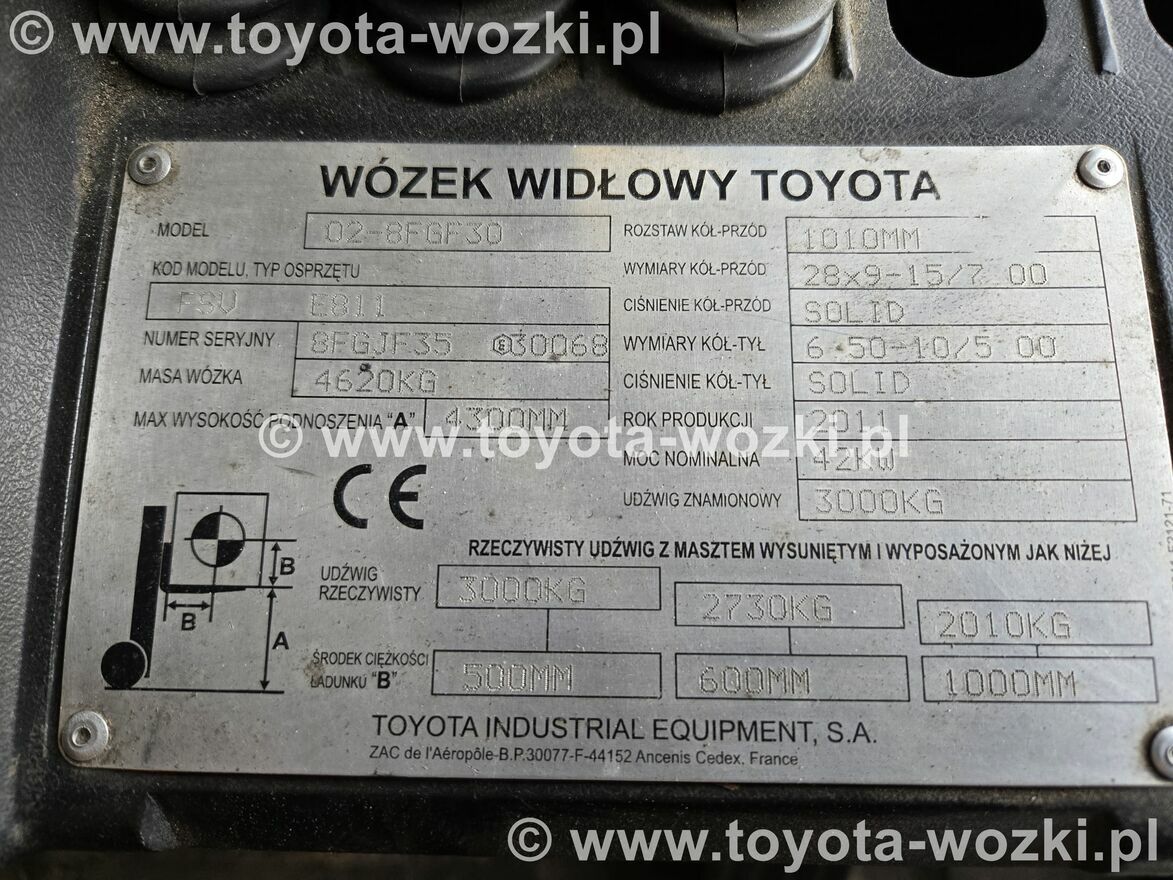 © www.toyota-wozki.pl
WÓZEK WIDŁOWY TOYOTA
MODEL 02-8FGF30
KOD MODELU, TYP OSPRZĘTU
FSV E811
NUMER SERYJNY 8FGJF35 Ⓔ30068
MASA WÓZKA 4620KG
MAX WYSOKOŚĆ PODNOSZENIA "A" 4300MM
ROZSTAW KÓŁ-PRZÓD 1010MM
WYMIARY KÓŁ-PRZÓD 28x9-15/7 00
CIŚNIENIE KÓŁ-PRZÓD SOLID
WYMIARY KÓŁ-TYŁ 6 50-10/5 00
CIŚNIENIE KÓŁ-TYŁ SOLID
ROK PRODUKCJI 2011
MOC NOMINALNA 42KW
UDŹWIG ZNAMIONOWY 3000KG
© www.toyota-wozki.pl
CE
RZECZYWISTY UDŹWIG Z MASZTEM WYSUNIĘTYM I WYPOSAŻONYM JAK NIŻEJ
B
B
A
UDŹWIG RZECZYWISTY 3000KG 2730KG 2010KG
ŚRODEK CIĘŻKOŚCI
ŁADUNKU "B" 500MM 600MM 1000MM
TOYOTA INDUSTRIAL EQUIPMENT, S.A.
ZAC de l'Aéropôle-B.P.30077-F-44152 Ancenis Cedex, France
© www.toyota-wozki.pl